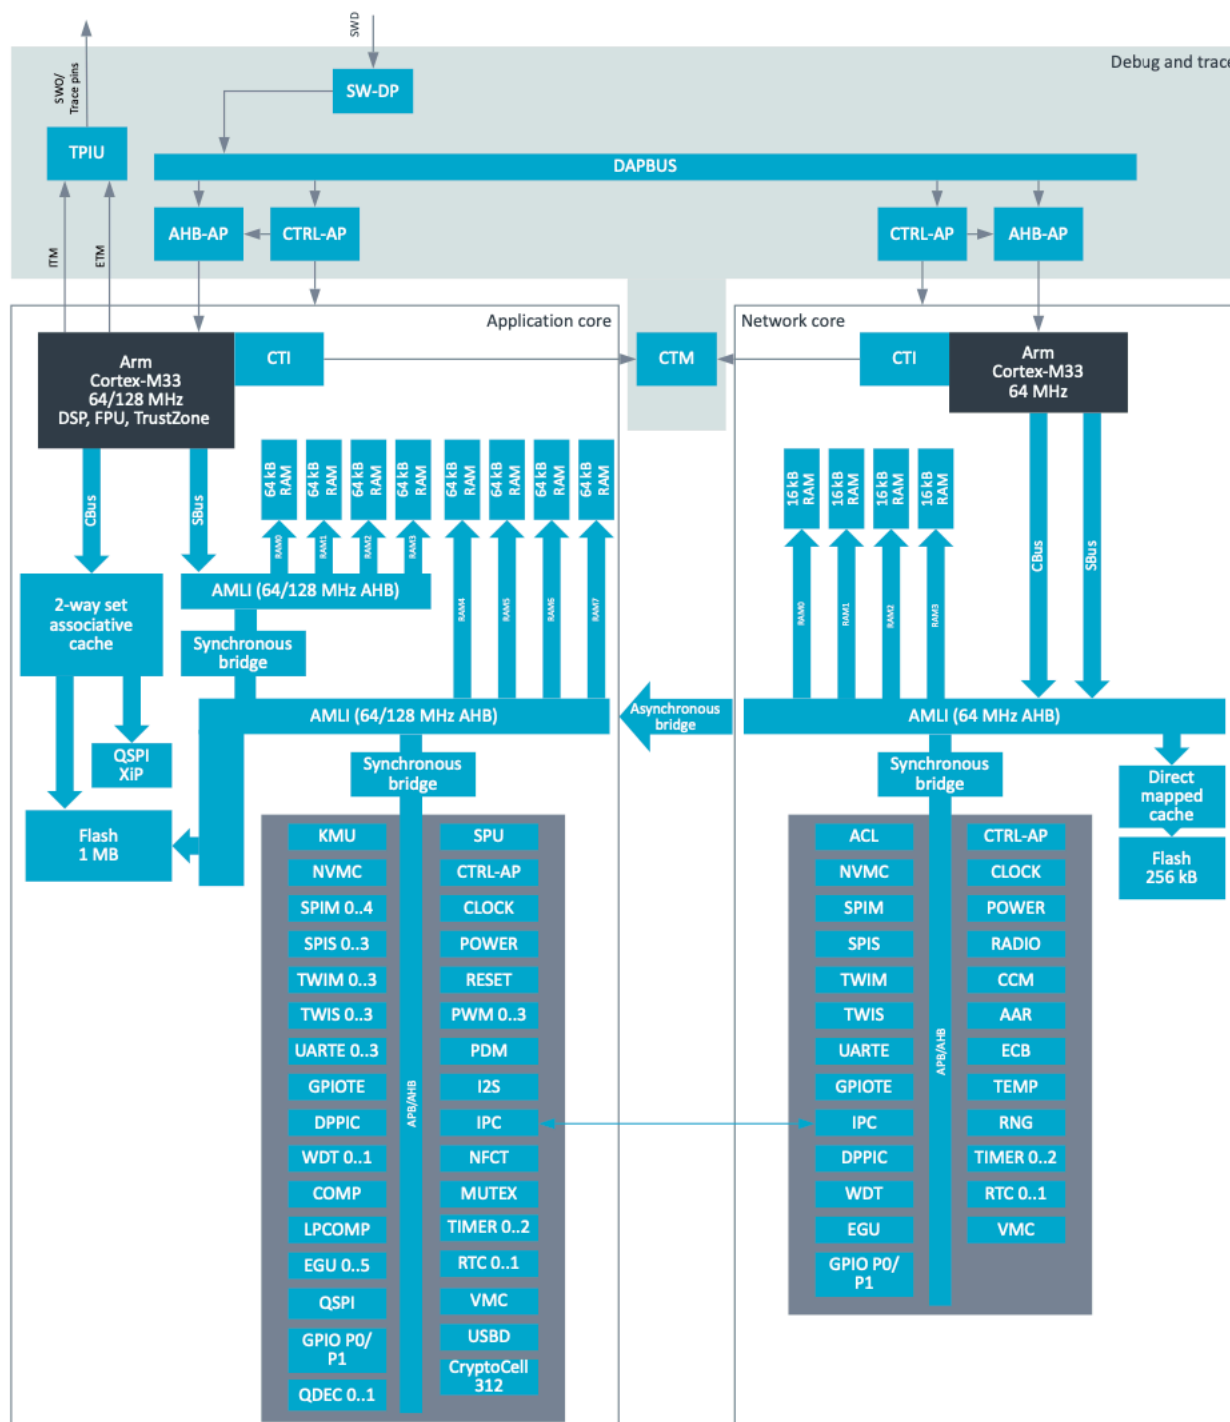 SWD
Debug and trace
SWO/
Trace pins
SW-DP
TPIU
DAPBUS
AHB-AP
CTRL-AP
CTRL-AP
AHB-AP
ITM
ETM
Application core
Network core
Arm
Cortex-M33
64/128 MHz
DSP, FPU, TrustZone
CTI
CTM
CTI
Arm
Cortex-M33
64 MHz
CBus
SBus
64 kB
RAM
64 kB
RAM
64 kB
RAM
64 kB
RAM
64 kB
RAM
64 kB
RAM
64 kB
RAM
64 kB
RAM
16 kB
RAM
16 kB
RAM
16 kB
RAM
16 kB
RAM
CBus
SBus
RAM0
RAM1
RAM2
RAM3
RAM4
RAM5
RAM6
RAM7
RAM0
RAM1
RAM2
RAM3
2-way set
associative
cache
AMLI (64/128 MHz AHB)
Synchronous
bridge
AMLI (64/128 MHz AHB)
Asynchronous
bridge
AMLI (64 MHz AHB)
QSPI
XiP
Synchronous
bridge
Synchronous
bridge
Direct
mapped
cache
Flash
1 MB
Flash
256 kB
KMU
NVMC
SPIM 0..4
SPIS 0..3
TWIM 0..3
TWIS 0..3
UARTE 0..3
GPIOTE
DPPIC
WDT 0..1
COMP
LPCOMP
EGU 0..5
QSPI
GPIO P0/
P1
QDEC 0..1
APB/AHB
SPU
CTRL-AP
CLOCK
POWER
RESET
PWM 0..3
PDM
I2S
IPC
NFCT
MUTEX
TIMER 0..2
RTC 0..1
VMC
USBD
CryptoCell
312
ACL
NVMC
SPIM
SPIS
TWIM
TWIS
UARTE
GPIOTE
IPC
DPPIC
WDT
EGU
GPIO P0/
P1
APB/AHB
CTRL-AP
CLOCK
POWER
RADIO
CCM
AAR
ECB
TEMP
RNG
TIMER 0..2
RTC 0..1
VMC